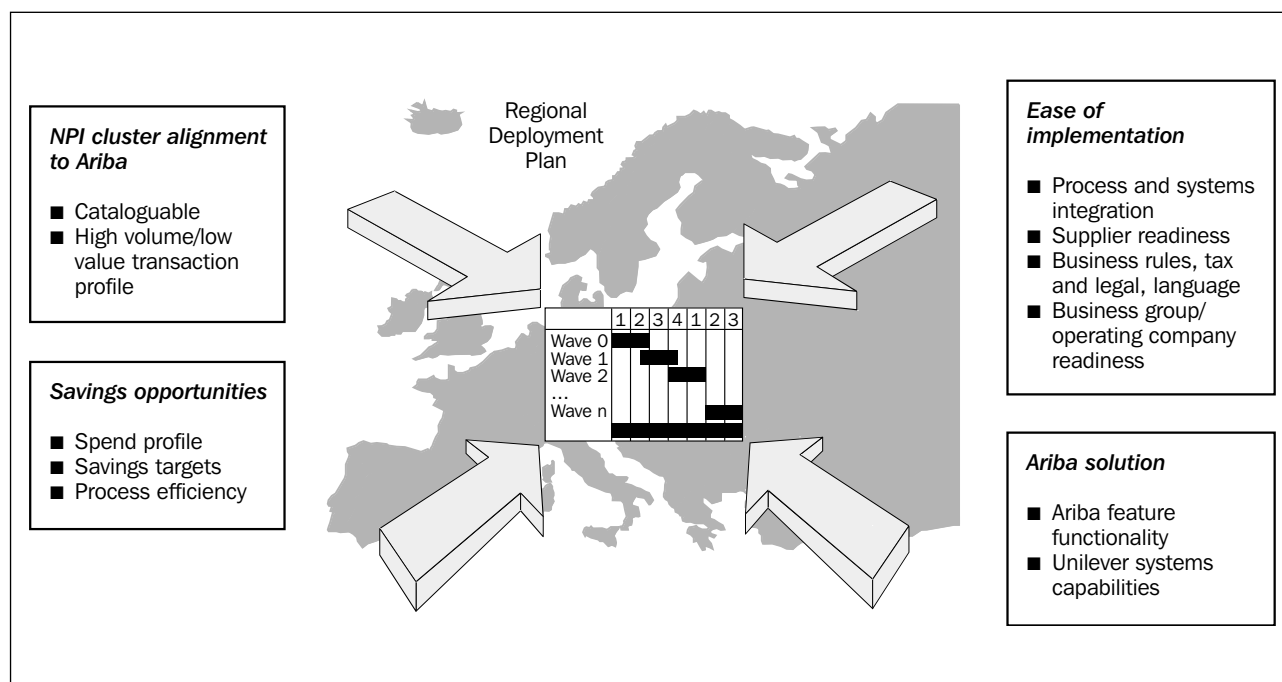 NPI cluster alignment
to Ariba
■ Cataloguable
■ High volume/low
value transaction
profile
Savings opportunities
■ Spend profile
■ Savings targets
■ Process efficiency
Regional
Deployment
Plan
1 2 3 4 1 2 3
Wave 0
Wave 1
Wave 2
...
Wave n
Ease of
implementation
■ Process and systems
integration
■ Supplier readiness
■ Business rules, tax
and legal, language
■ Business group/
operating company
readiness
Ariba solution
■ Ariba feature
functionality
■ Unilever systems
capabilities